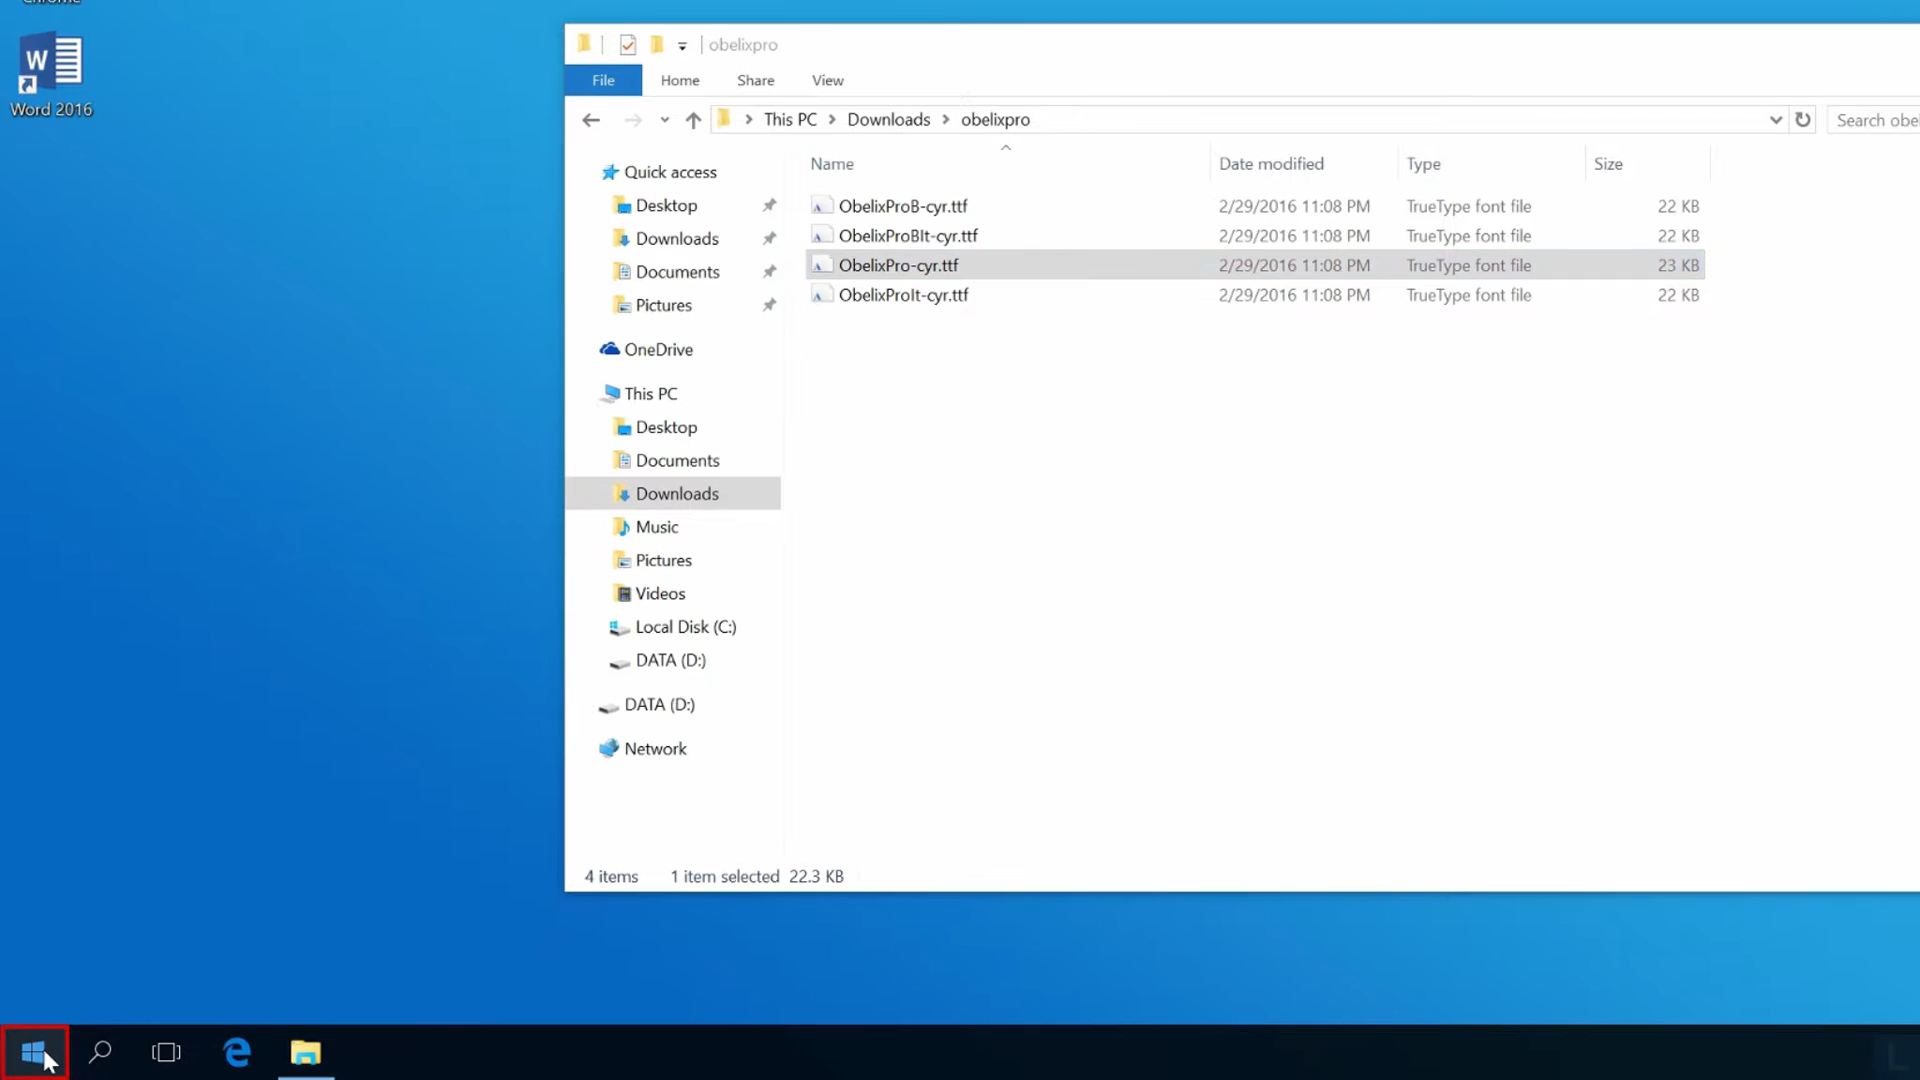 Chrome
W
Word 2016
obelixpro
File Home Share View
This PC Downloads obelixpro
Search obe
Name Date modified Type Size
Quick access
Desktop
Downloads
Documents
Pictures
OneDrive
This PC
Desktop
Documents
Downloads
Music
Pictures
Videos
Local Disk (C:)
DATA (D:)
DATA (D:)
Network
ObelixProB-cyr.ttf 2/29/2016 11:08 PM TrueType font file 22 KB
ObelixProBIt-cyr.ttf 2/29/2016 11:08 PM TrueType font file 22 KB
ObelixPro-cyr.ttf 2/29/2016 11:08 PM TrueType font file 23 KB
ObelixProIt-cyr.ttf 2/29/2016 11:08 PM TrueType font file 22 KB
4 items 1 item selected 22.3 KB